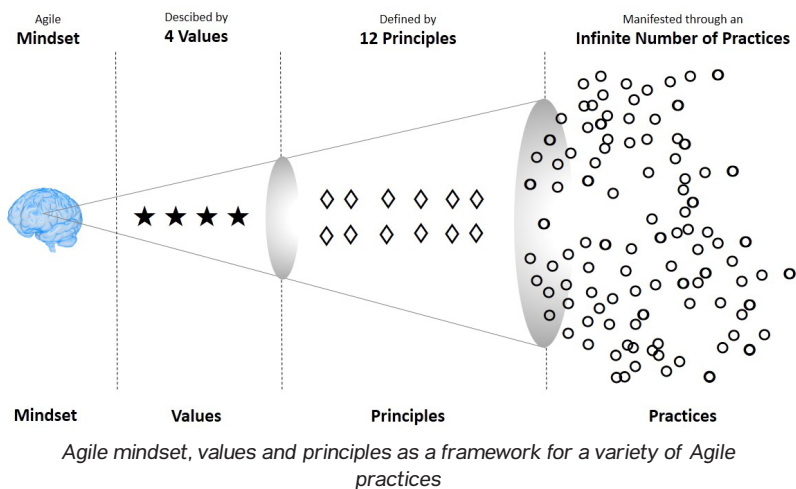 Agile
Mindset
Descibed by
4 Values
Defined by
12 Principles
Manifested through an
Infinite Number of Practices
Mindset
Values
Principles
Practices
Agile mindset, values and principles as a framework for a variety of Agile
practices